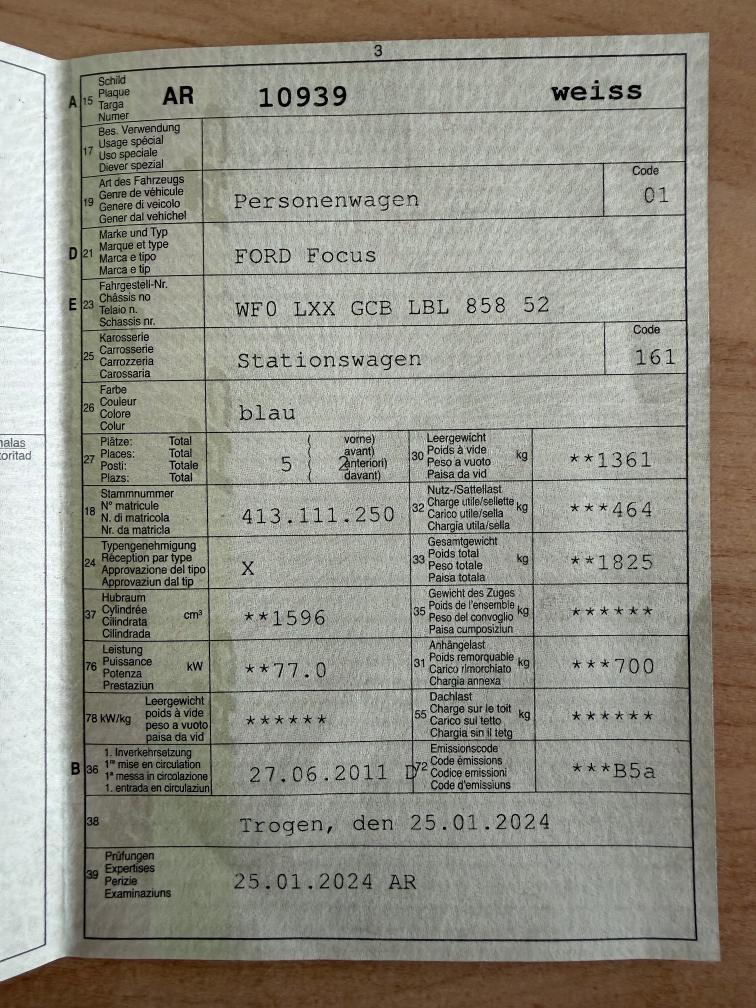 3
A 15 Schild
Plaque
Targa
Numer
AR 10939 weiss
17 Bes. Verwendung
Usage spécial
Uso speciale
Diever spezial
19 Art des Fahrzeugs
Genre de véhicule
Genere di veicolo
Gener dal vehichel
Personenwagen
Code
01
D 21 Marke und Typ
Marque et type
Marca e tipo
Marca e tip
FORD Focus
E 23 Fahrgestell-Nr.
Châssis no
Telaio n.
Schassis nr.
WF0 LXX GCB LBL 858 52
25 Karosserie
Carrosserie
Carrozzeria
Carossaria
Stationswagen
Code
161
26 Farbe
Couleur
Colore
Colur
blau
27 Plätze: Total
Places: Total
Posti: Totale
Plazs: Total
5 ( vorne)
( avant)
( 2 anteriori)
( davant)
30 Leergewicht
Poids à vide
Peso a vuoto
Paisa da vid
kg
**1361
18 Stammnummer
N° matricule
N. di matricola
Nr. da matricla
413.111.250
32 Nutz-/Sattellast
Charge utile/sellette
Carico utile/sella
Chargia utila/sella
kg
***464
24 Typengenehmigung
Réception par type
Approvazione del tipo
Approvaziun dal tip
X
33 Gesamtgewicht
Poids total
Peso totale
Paisa totala
kg
**1825
37 Hubraum
Cylindrée
Cilindrata
Cilindrada
cm³
**1596
35 Gewicht des Zuges
Poids de l'ensemble
Peso del convoglio
Paisa cumposiziun
kg
******
76 Leistung
Puissance
Potenza
Prestaziun
kW
**77.0
31 Anhängelast
Poids remorquable
Carico rimorchiato
Chargia annexa
kg
***700
78 kW/kg Leergewicht
poids à vide
peso a vuoto
paisa da vid
******
55 Dachlast
Charge sur le toit
Carico sul tetto
Chargia sin il tetg
kg
******
B 36 1. Inverkehrsetzung
1re mise en circulation
1a messa in circolazione
1. entrada en circulaziun
27.06.2011 D
72 Emissionscode
Code émissions
Codice emissioni
Code d'emissiuns
***B5a
38
Trogen, den 25.01.2024
39 Prüfungen
Expertises
Perizie
Examinaziuns
25.01.2024 AR